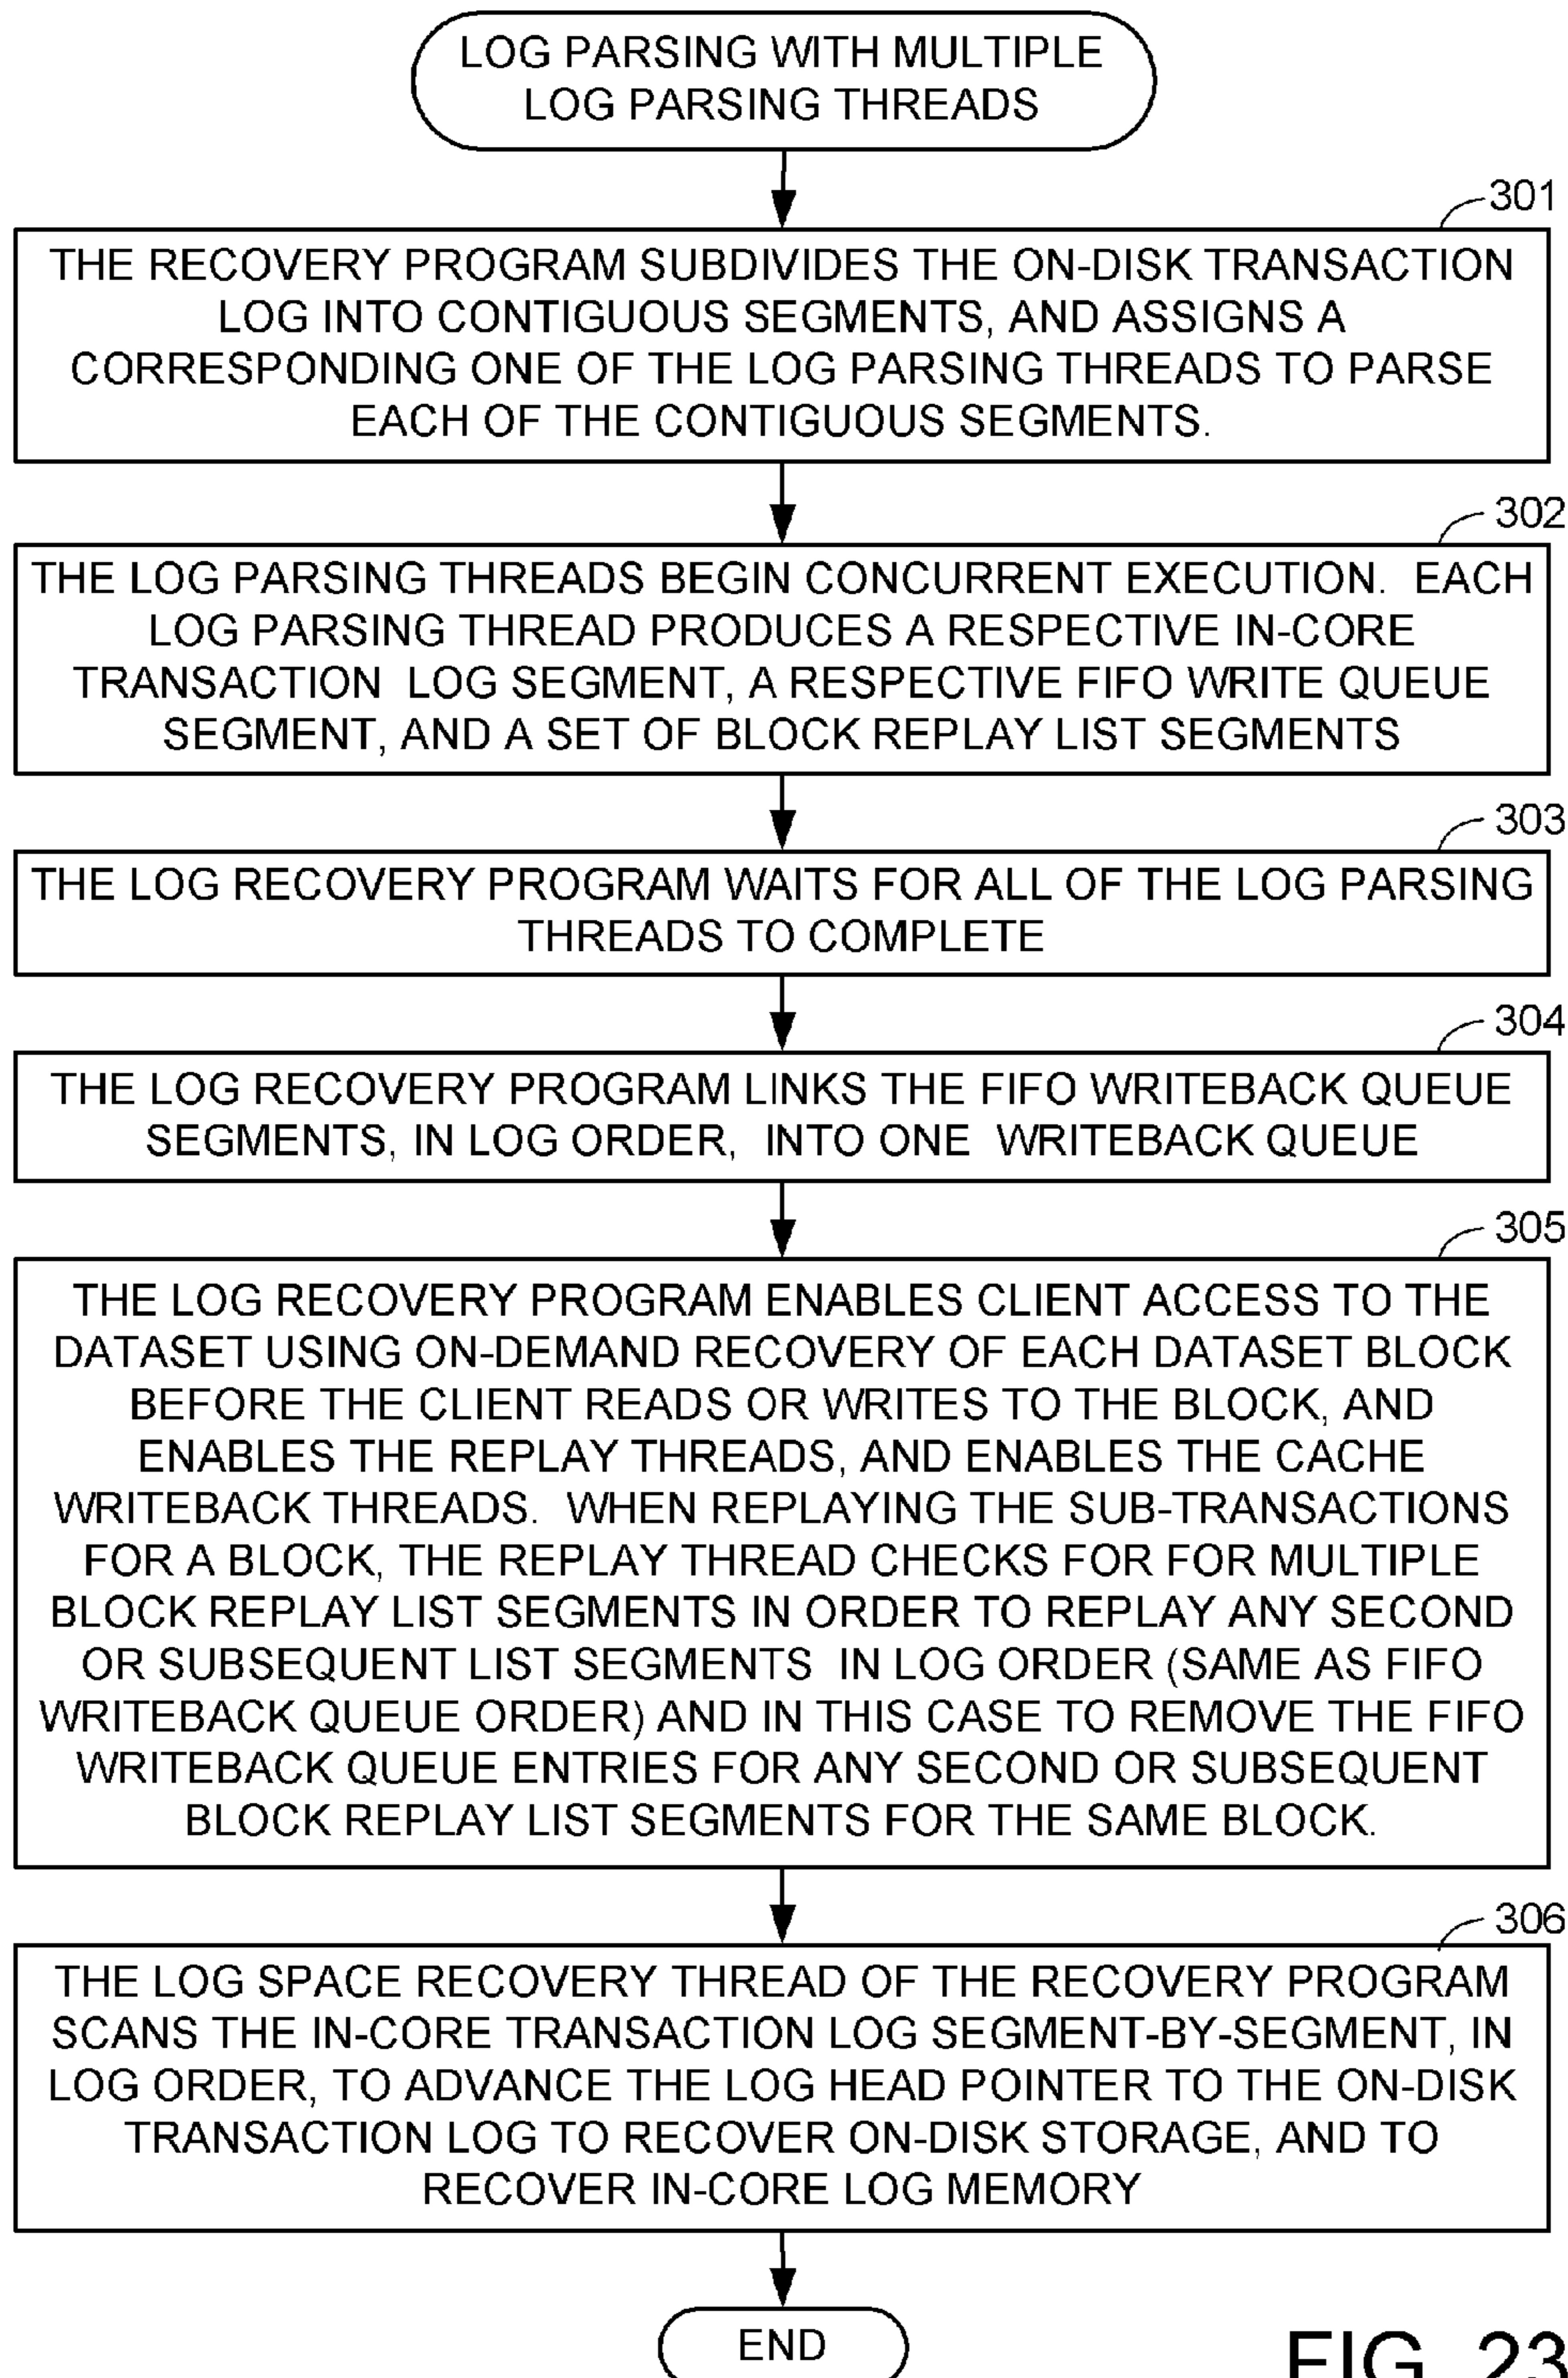 LOG PARSING WITH MULTIPLE
LOG PARSING THREADS
301
THE RECOVERY PROGRAM SUBDIVIDES THE ON-DISK TRANSACTION
LOG INTO CONTIGUOUS SEGMENTS, AND ASSIGNS A
CORRESPONDING ONE OF THE LOG PARSING THREADS TO PARSE
EACH OF THE CONTIGUOUS SEGMENTS.
302
THE LOG PARSING THREADS BEGIN CONCURRENT EXECUTION. EACH
LOG PARSING THREAD PRODUCES A RESPECTIVE IN-CORE
TRANSACTION LOG SEGMENT, A RESPECTIVE FIFO WRITE QUEUE
SEGMENT, AND A SET OF BLOCK REPLAY LIST SEGMENTS
303
THE LOG RECOVERY PROGRAM WAITS FOR ALL OF THE LOG PARSING
THREADS TO COMPLETE
304
THE LOG RECOVERY PROGRAM LINKS THE FIFO WRITEBACK QUEUE
SEGMENTS, IN LOG ORDER, INTO ONE WRITEBACK QUEUE
305
THE LOG RECOVERY PROGRAM ENABLES CLIENT ACCESS TO THE
DATASET USING ON-DEMAND RECOVERY OF EACH DATASET BLOCK
BEFORE THE CLIENT READS OR WRITES TO THE BLOCK, AND
ENABLES THE REPLAY THREADS, AND ENABLES THE CACHE
WRITEBACK THREADS. WHEN REPLAYING THE SUB-TRANSACTIONS
FOR A BLOCK, THE REPLAY THREAD CHECKS FOR FOR MULTIPLE
BLOCK REPLAY LIST SEGMENTS IN ORDER TO REPLAY ANY SECOND
OR SUBSEQUENT LIST SEGMENTS IN LOG ORDER (SAME AS FIFO
WRITEBACK QUEUE ORDER) AND IN THIS CASE TO REMOVE THE FIFO
WRITEBACK QUEUE ENTRIES FOR ANY SECOND OR SUBSEQUENT
BLOCK REPLAY LIST SEGMENTS FOR THE SAME BLOCK.
306
THE LOG SPACE RECOVERY THREAD OF THE RECOVERY PROGRAM
SCANS THE IN-CORE TRANSACTION LOG SEGMENT-BY-SEGMENT, IN
LOG ORDER, TO ADVANCE THE LOG HEAD POINTER TO THE ON-DISK
TRANSACTION LOG TO RECOVER ON-DISK STORAGE, AND TO
RECOVER IN-CORE LOG MEMORY
END
FIG. 23